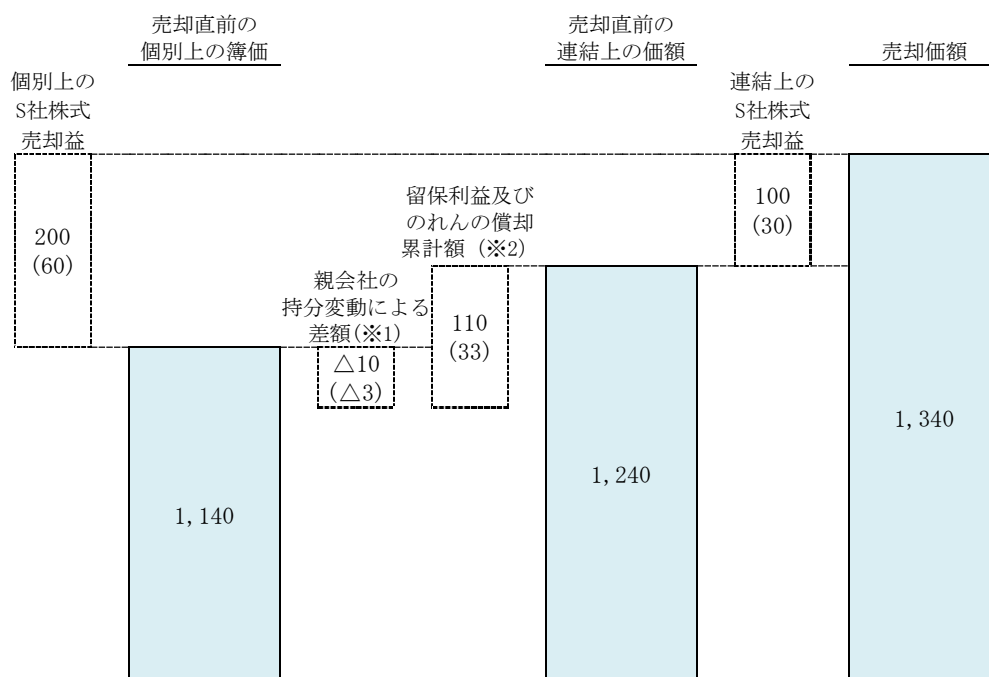 売却直前の
個別上の簿価
売却直前の
連結上の価額
売却価額
個別上の
S社株式
売却益
連結上の
S社株式
売却益
200
(60)
留保利益及び
のれんの償却
累計額（※2）
100
(30)
親会社の
持分変動による
差額(※1)
110
(33)
△10
(△3)
1,140
1,240
1,340